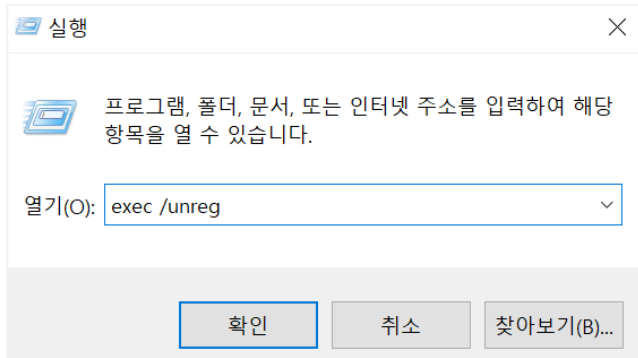 실행
프로그램, 폴더, 문서, 또는 인터넷 주소를 입력하여 해당
항목을 열 수 있습니다.
열기(O): exec /unreg
확인 취소 찾아보기(B)...